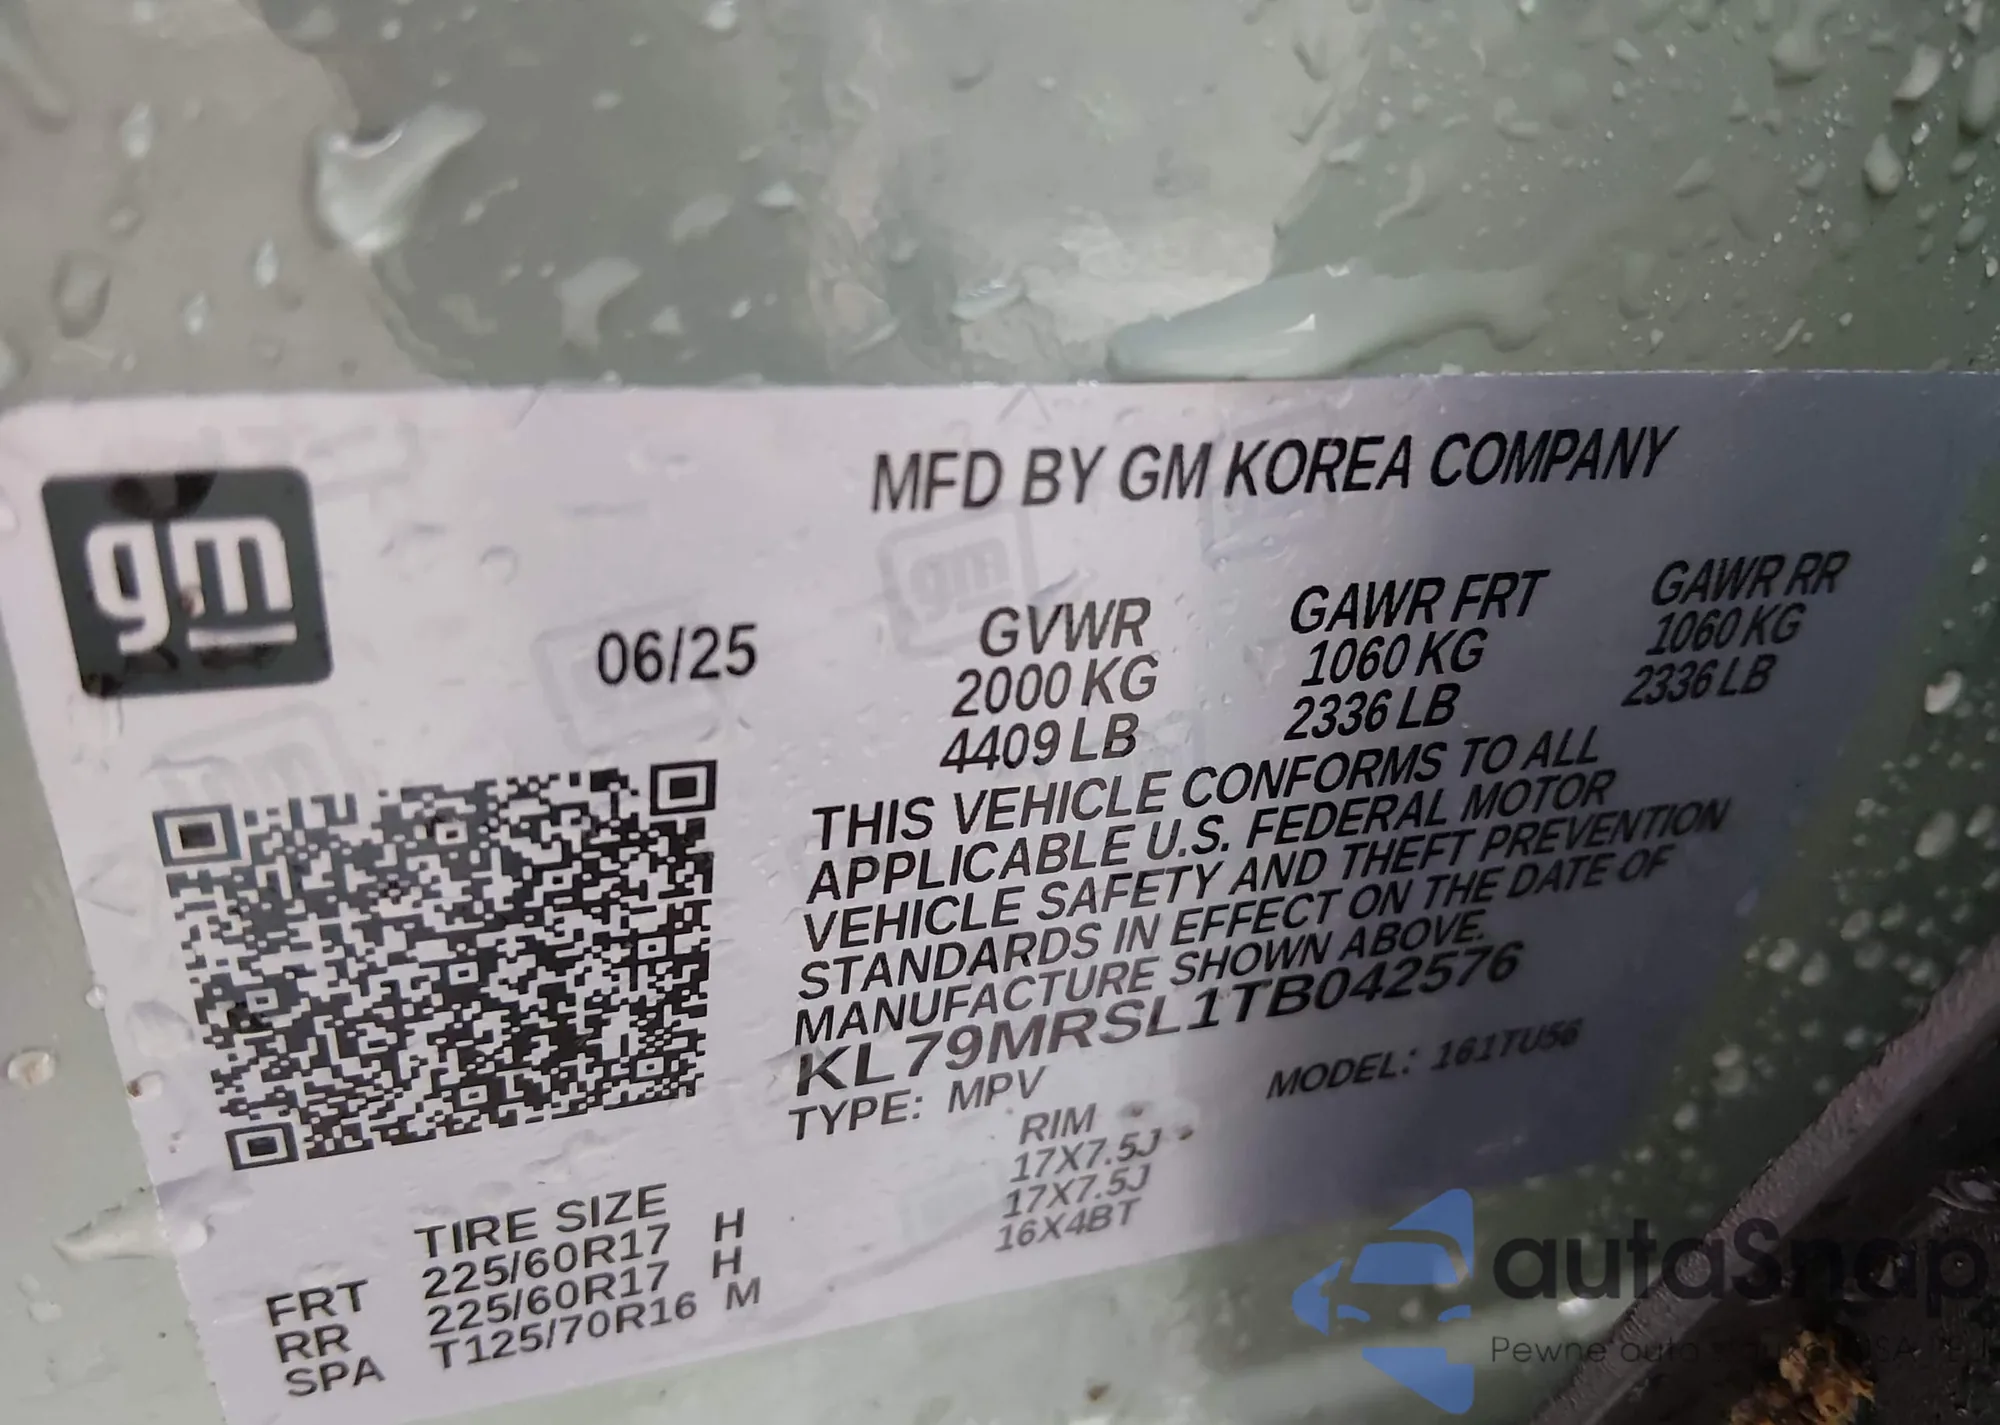 gm
MFD BY GM KOREA COMPANY
06/25
GVWR GAWR FRT GAWR RR
2000 KG 1060 KG 1060 KG
4409 LB 2336 LB 2336 LB
THIS VEHICLE CONFORMS TO ALL
APPLICABLE U.S. FEDERAL MOTOR
VEHICLE SAFETY AND THEFT PREVENTION
STANDARDS IN EFFECT ON THE DATE OF
MANUFACTURE SHOWN ABOVE.
KL79MRSL1TB042576
TYPE: MPV MODEL: 161TU56
TIRE SIZE RIM
FRT 225/60R17 H 17X7.5J
RR 225/60R17 H 17X7.5J
SPA T125/70R16 M 16X4BT
autaSnap
Pewne auta